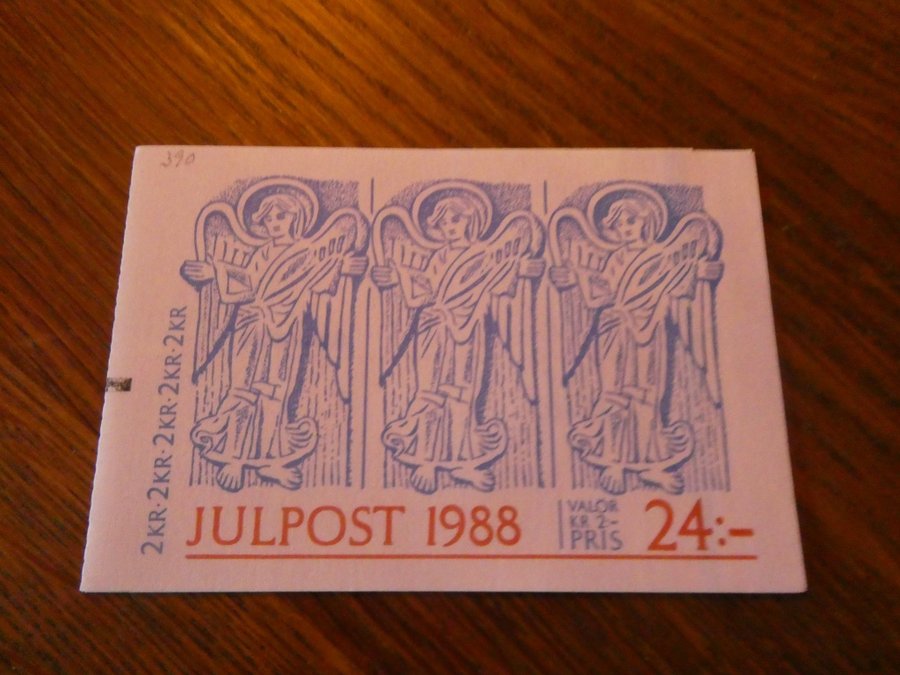 390
2KR·2KR·2KR·2KR·2KR
JULPOST 1988
VALÖR
KR 2-
PRIS
24:-